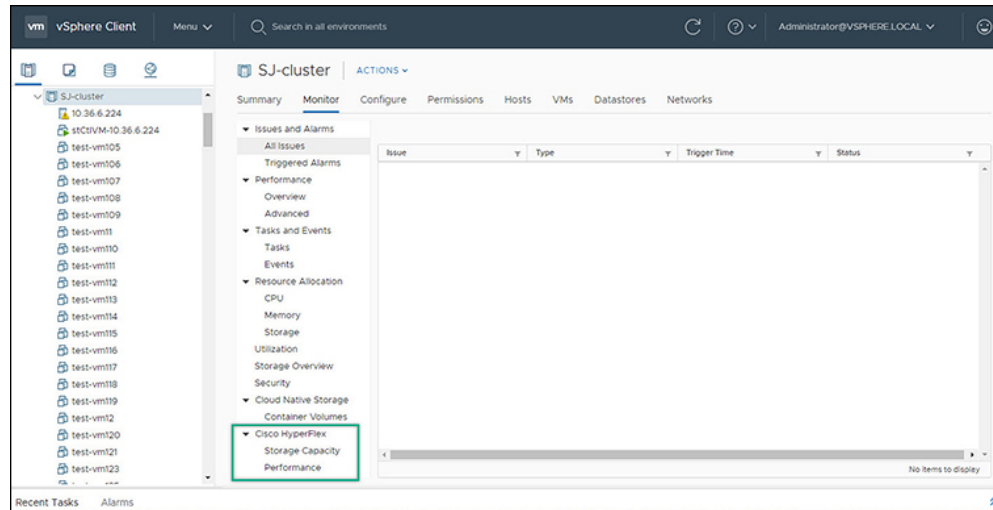 vm vSphere Client Menu Search in all environments Administrator@VSPHERE.LOCAL
SJ-cluster
10.36.6.224
stCtlVM-10.36.6.224
test-vm105
test-vm106
test-vm107
test-vm108
test-vm109
test-vm11
test-vm110
test-vm111
test-vm112
test-vm113
test-vm114
test-vm115
test-vm116
test-vm117
test-vm118
test-vm119
test-vm12
test-vm120
test-vm121
test-vm123
SJ-cluster ACTIONS
Summary Monitor Configure Permissions Hosts VMs Datastores Networks
Issues and Alarms
All Issues
Triggered Alarms
Performance
Overview
Advanced
Tasks and Events
Tasks
Events
Resource Allocation
CPU
Memory
Storage
Utilization
Storage Overview
Security
Cloud Native Storage
Container Volumes
Cisco HyperFlex
Storage Capacity
Performance
Issue Type Trigger Time Status
No items to display
Recent Tasks Alarms